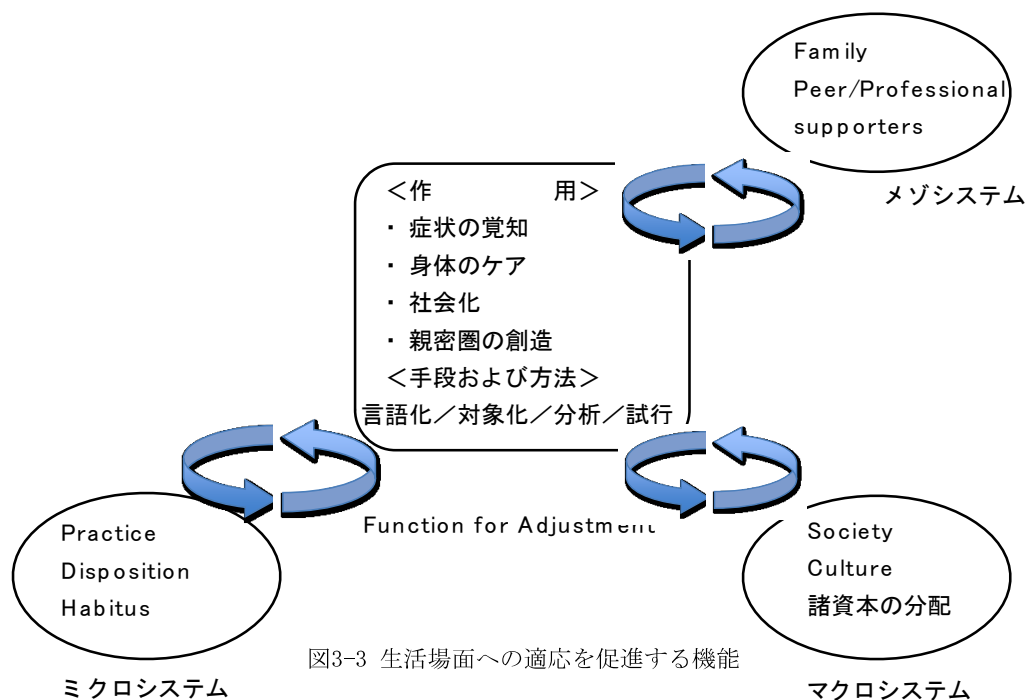 Family
Peer/Professional
supporters
メゾシステム
＜作　　　　用＞
・ 症状の覚知
・ 身体のケア
・ 社会化
・ 親密圏の創造
＜手段および方法＞
言語化／対象化／分析／試行
Function for Adjustment
Practice
Disposition
Habitus
ミクロシステム
Society
Culture
諸資本の分配
マクロシステム
図3-3 生活場面への適応を促進する機能